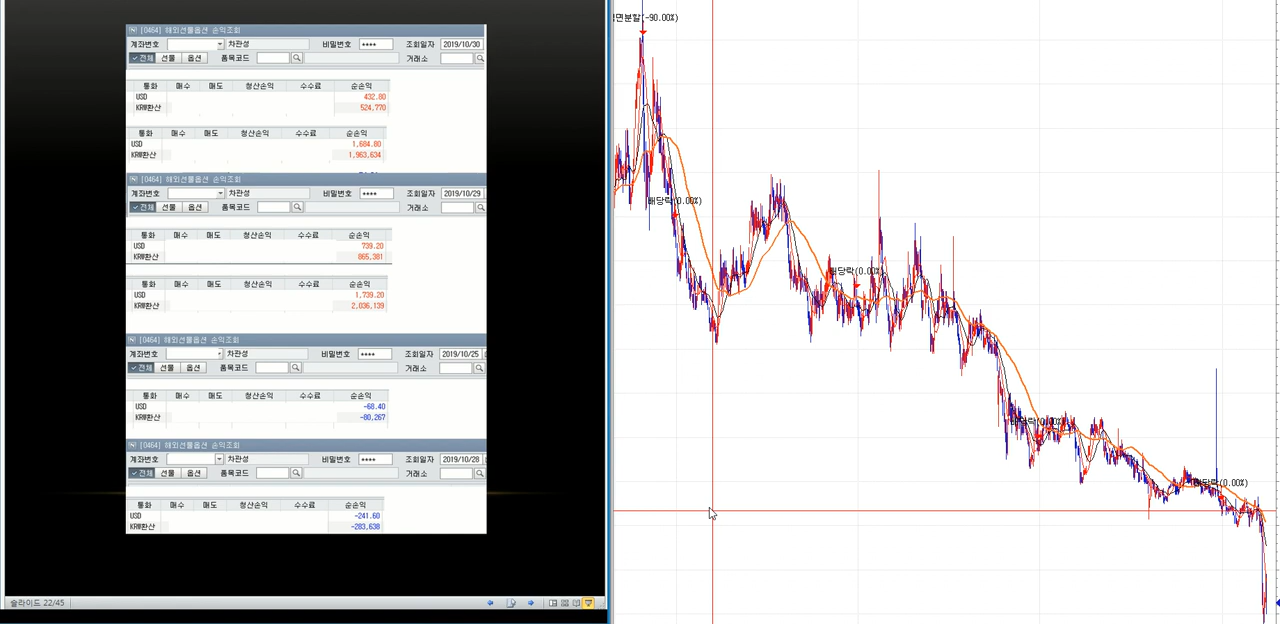 [0464] 해외선물옵션 손익조회
계좌번호 차판성 비밀번호 **** 조회일자 2019/10/30
전체 선물 옵션 품목코드 거래소
통화 매수 매도 청산손익 수수료 순손익
USD 432.80
KRW환산 524,770
통화 매수 매도 청산손익 수수료 순손익
USD 1,684.80
KRW환산 1,963,634
[0464] 해외선물옵션 손익조회
계좌번호 차판성 비밀번호 **** 조회일자 2019/10/29
전체 선물 옵션 품목코드 거래소
통화 매수 매도 청산손익 수수료 순손익
USD 739.20
KRW환산 865,381
통화 매수 매도 청산손익 수수료 순손익
USD 1,739.20
KRW환산 2,036,139
[0464] 해외선물옵션 손익조회
계좌번호 차판성 비밀번호 **** 조회일자 2019/10/25
전체 선물 옵션 품목코드 거래소
통화 매수 매도 청산손익 수수료 순손익
USD -68.40
KRW환산 -80,267
[0464] 해외선물옵션 손익조회
계좌번호 차판성 비밀번호 **** 조회일자 2019/10/28
전체 선물 옵션 품목코드 거래소
통화 매수 매도 청산손익 수수료 순손익
USD -241.60
KRW환산 -283,638
슬라이드 22/45
액면분할(-90.00%)
배당락(0.00%)
배당락(0.00%)
배당락(0.00%)
배당락(0.00%)